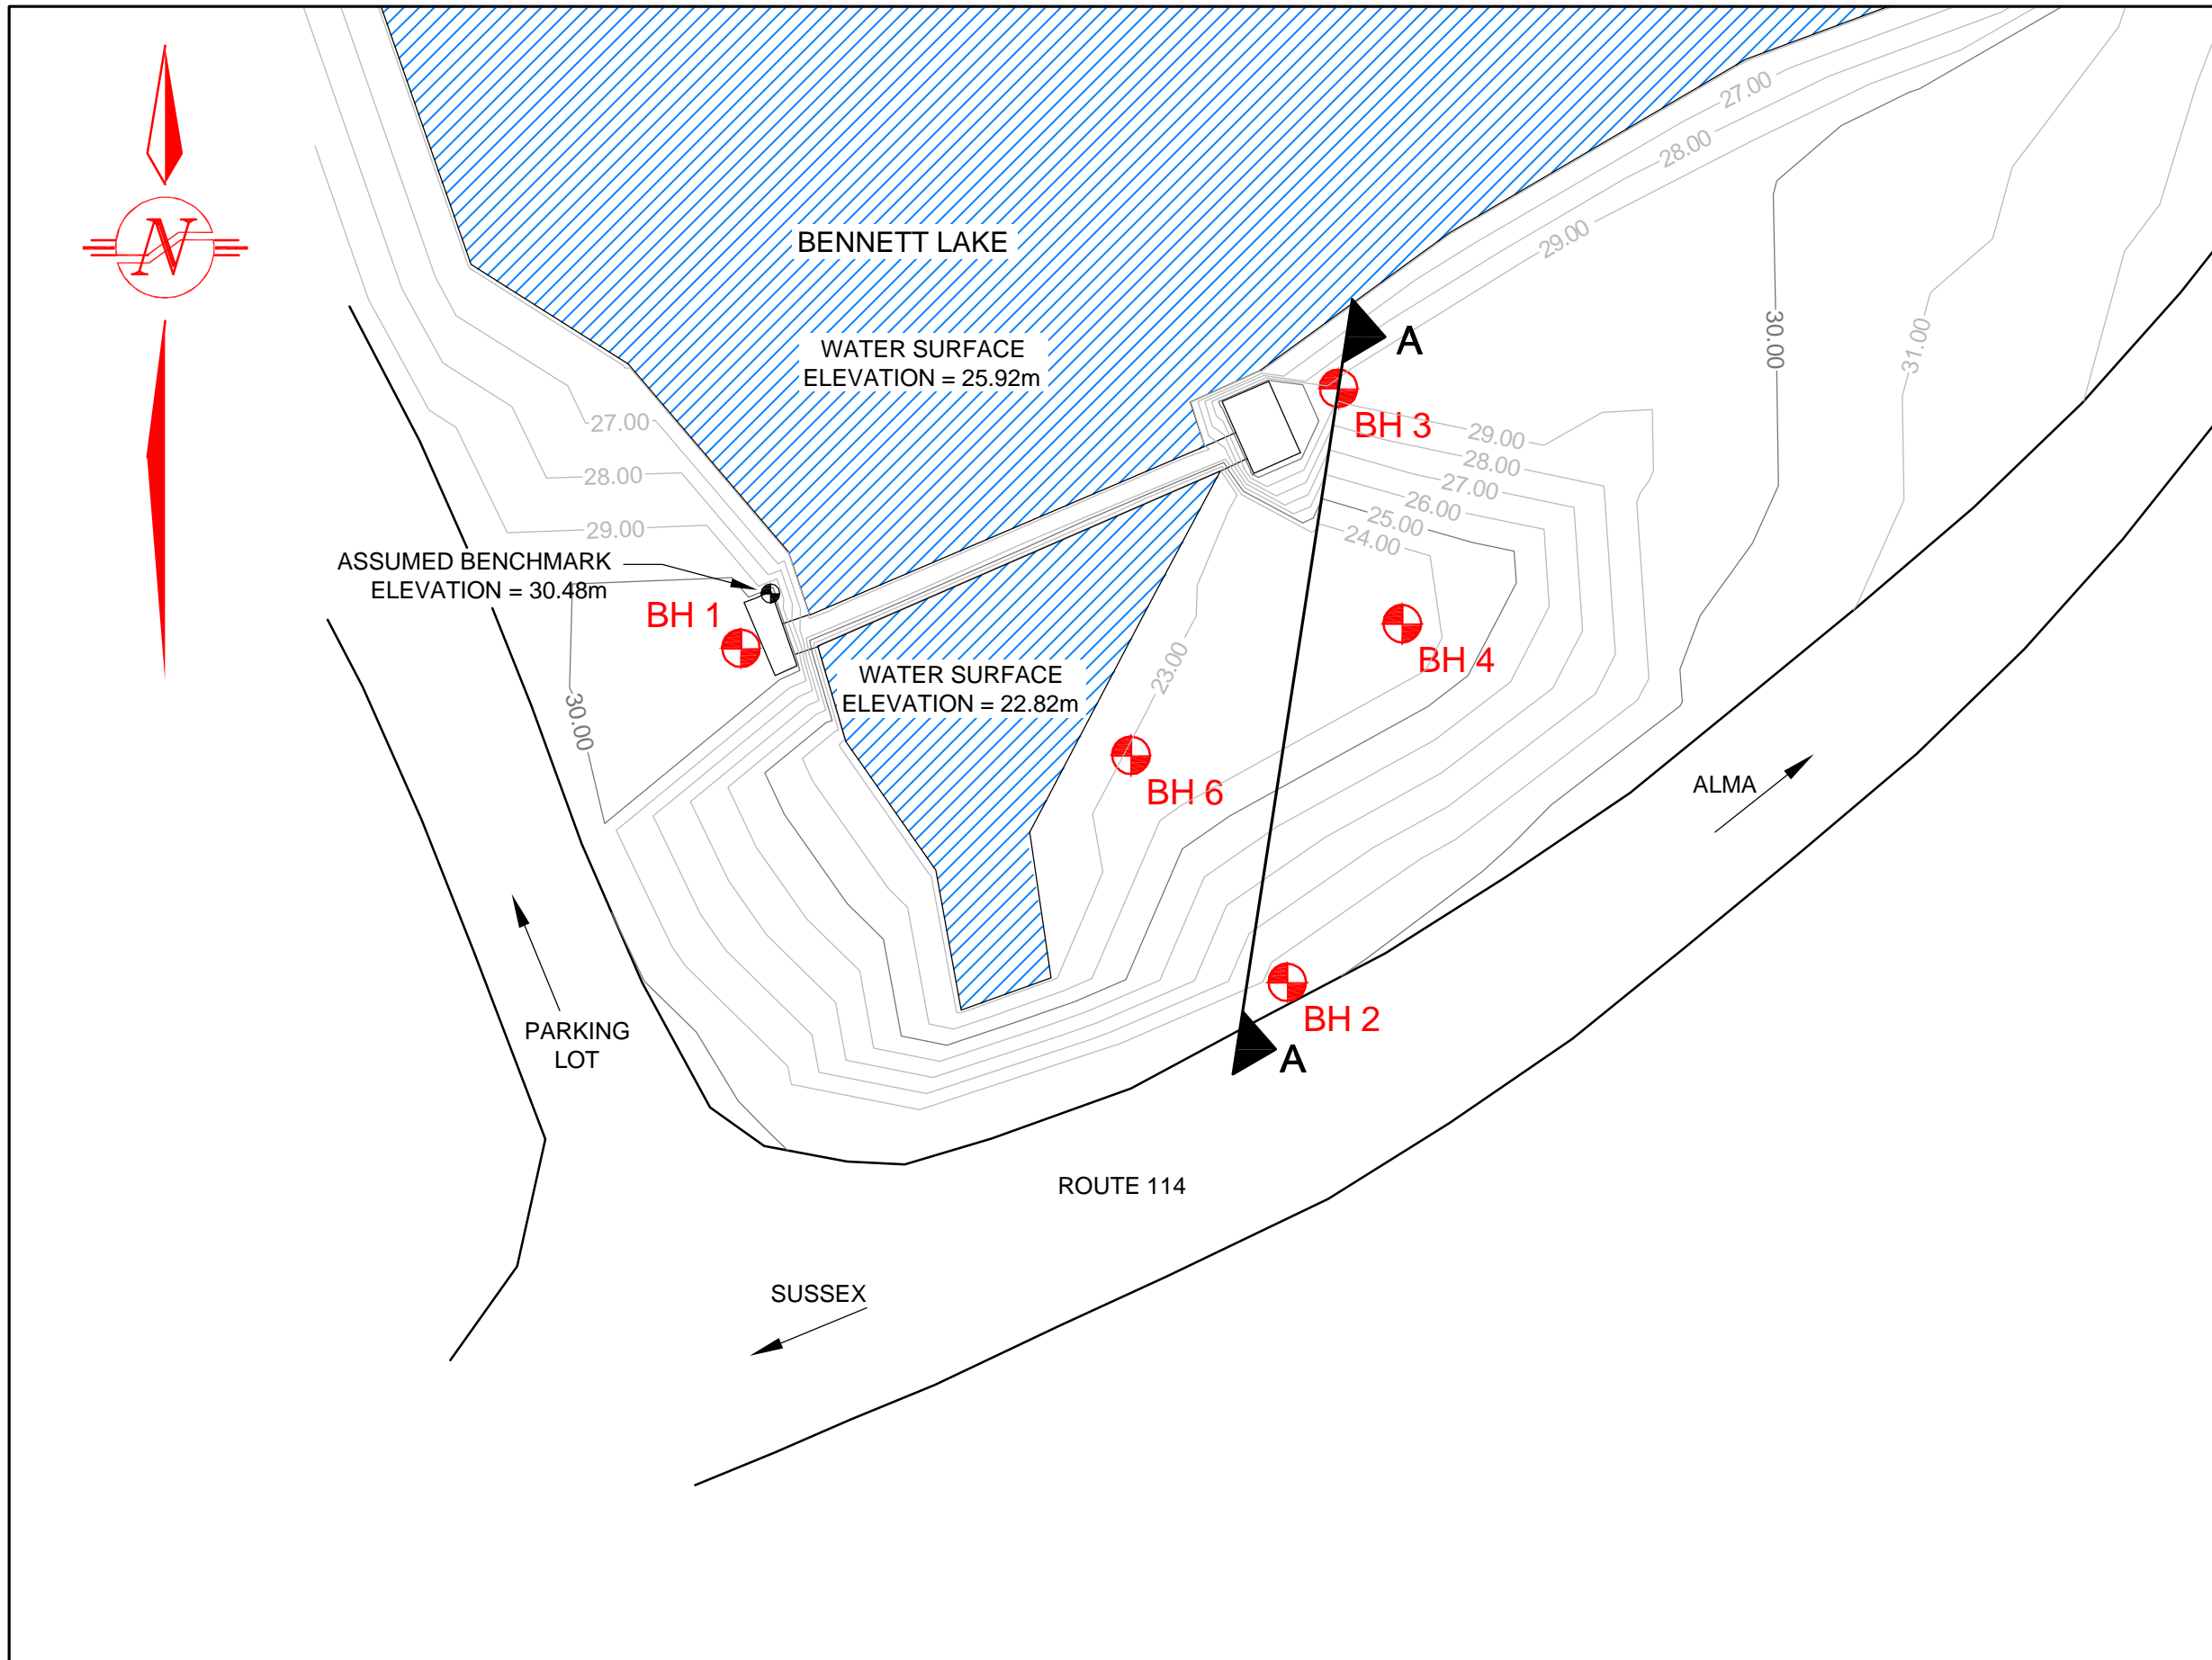 N
27.00
28.00
BENNETT LAKE
29.00
WATER SURFACE
ELEVATION = 25.92m
A
30.00
31.00
27.00
28.00
29.00
BH 3
29.00
28.00
27.00
26.00
25.00
24.00
ASSUMED BENCHMARK
ELEVATION = 30.48m
BH 1
30.00
WATER SURFACE
ELEVATION = 22.82m
23.00
BH 4
BH 6
ALMA
BH 2
A
PARKING
LOT
ROUTE 114
SUSSEX